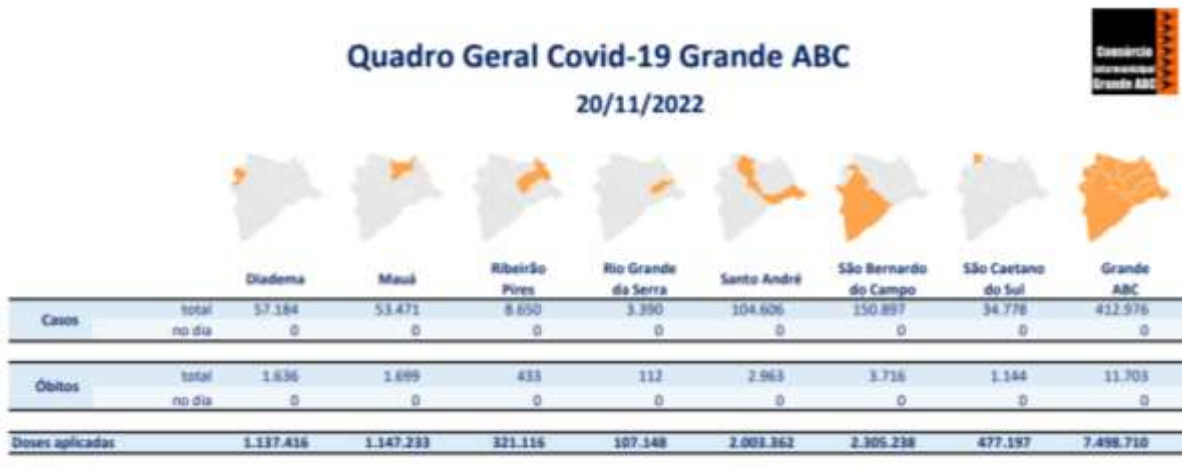 Quadro Geral Covid-19 Grande ABC
20/11/2022
Consórcio
Intermunicipal
Grande ABC
Diadema Mauá Ribeirão Pires Rio Grande da Serra Santo André São Bernardo do Campo São Caetano do Sul Grande ABC
Casos
total 57.184 53.471 8.650 3.390 104.606 150.897 34.778 412.976
no dia 0 0 0 0 0 0 0 0
Óbitos
total 1.636 1.699 433 112 2.963 3.716 1.144 11.703
no dia 0 0 0 0 0 0 0 0
Doses aplicadas 1.137.416 1.147.233 321.116 107.148 2.003.362 2.305.238 477.197 7.498.710